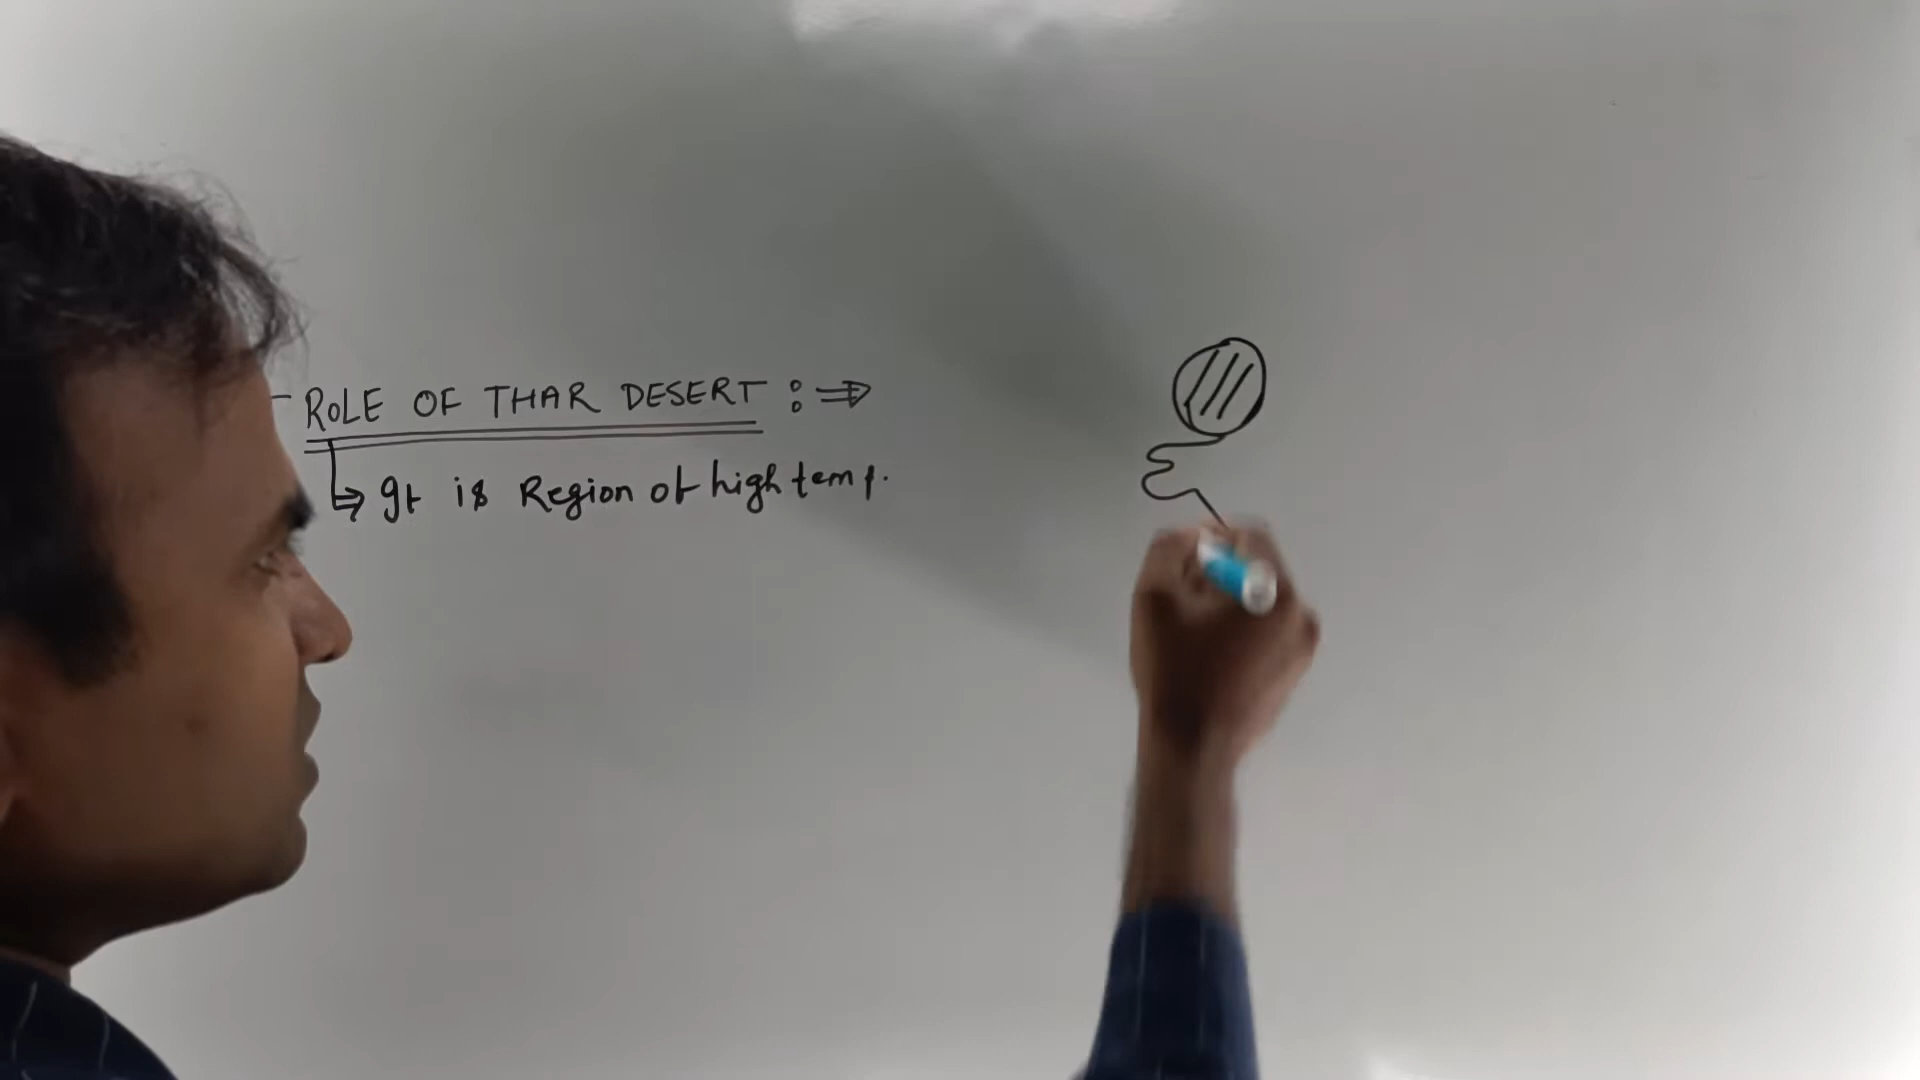 ROLE OF THAR DESERT : ⇒
↳ It is Region of high temp.